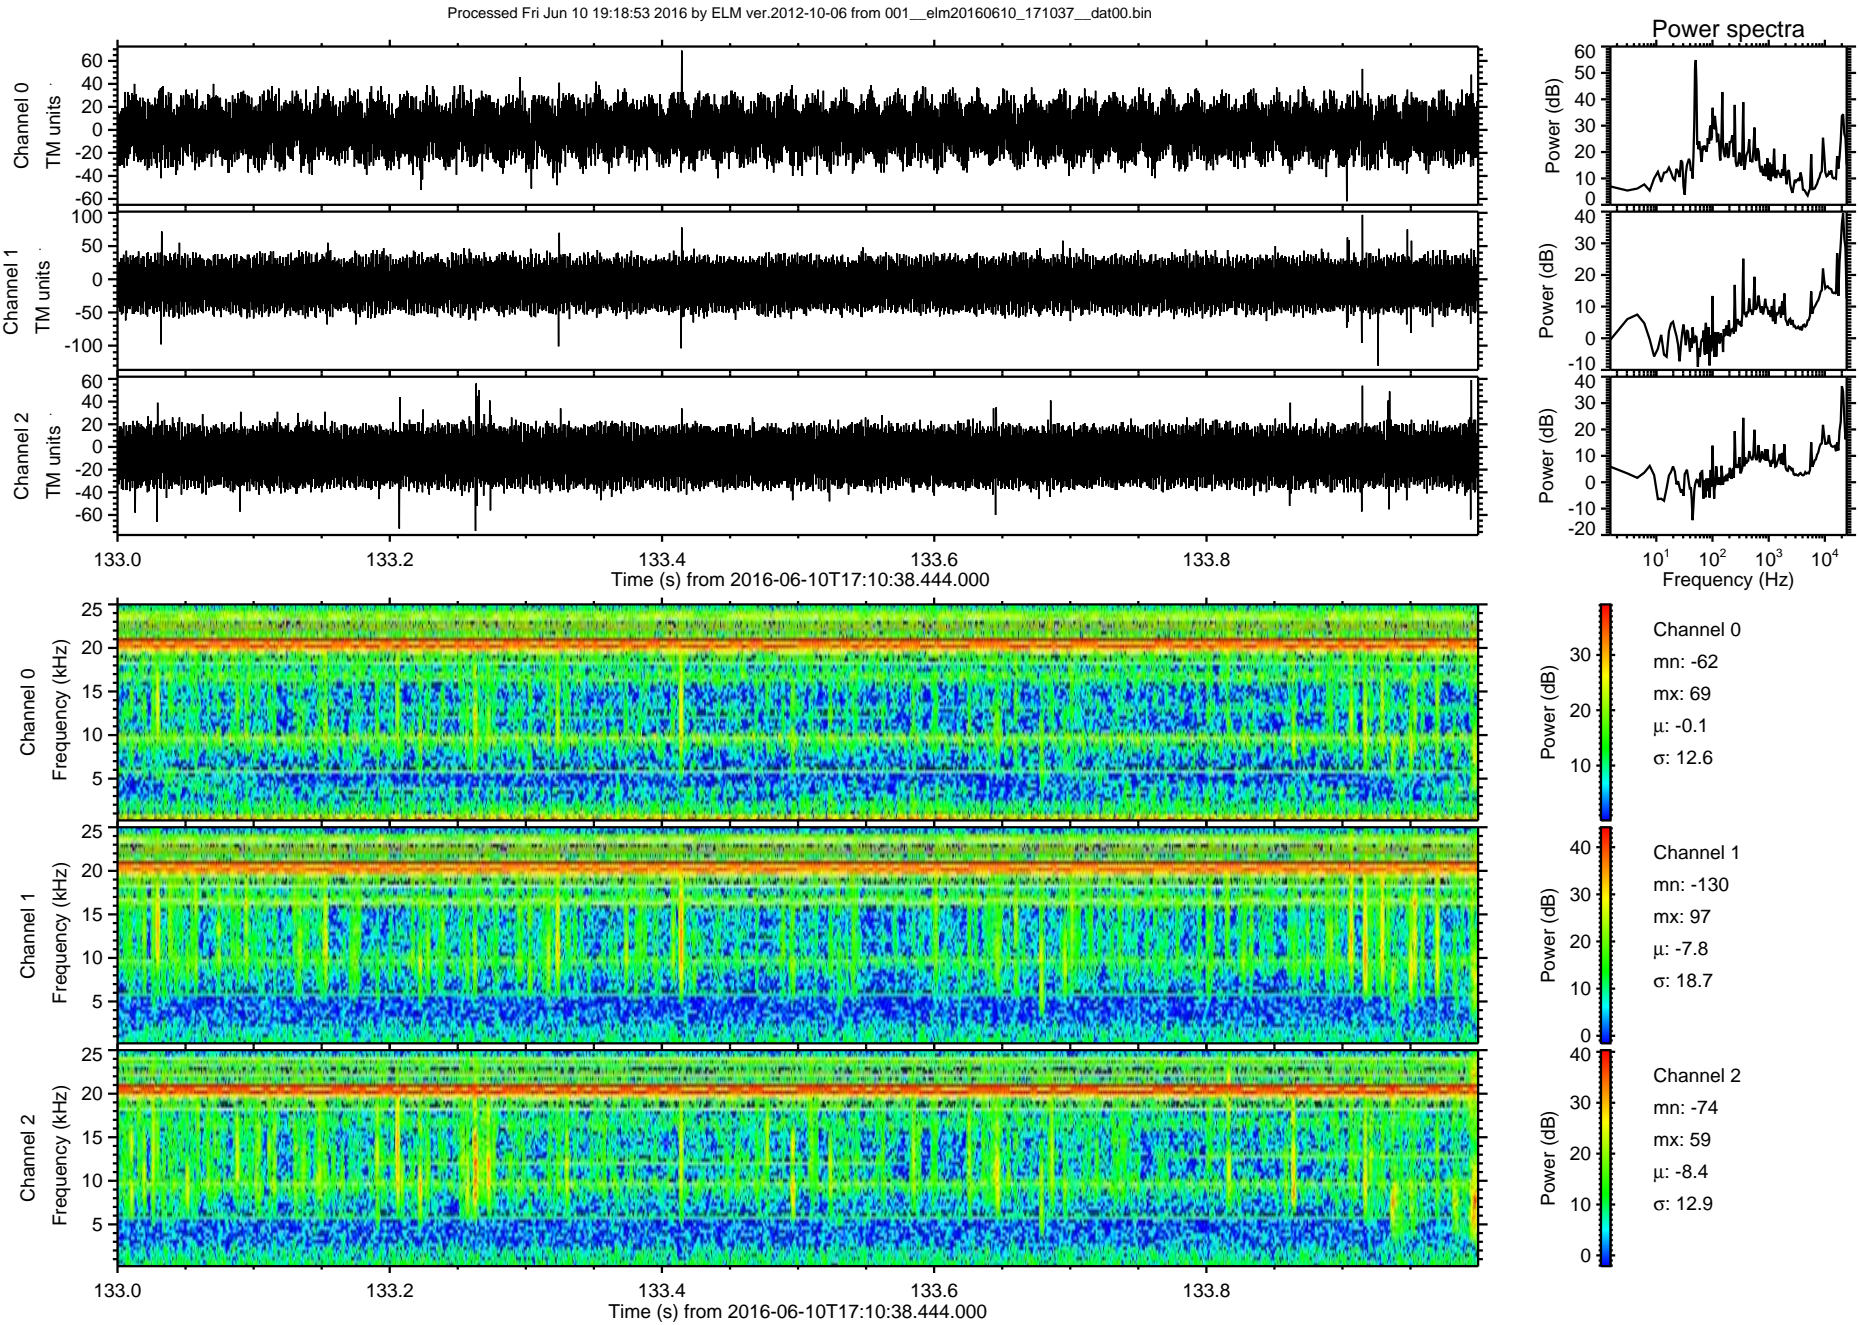 Processed Fri Jun 10 19:18:53 2016 by ELM ver.2012-10-06 from 001__elm20160610_171037__dat00.bin
Power spectra
Channel 0
TM units
60
40
20
0
-20
-40
-60
Power (dB)
60
50
40
30
20
10
0
Channel 1
TM units
100
50
0
-50
-100
Power (dB)
40
30
20
10
0
-10
Channel 2
TM units
60
40
20
0
-20
-40
-60
Power (dB)
40
30
20
10
0
-10
-20
133.0 133.2 133.4 133.6 133.8
Time (s) from 2016-06-10T17:10:38.444.000
10¹ 10² 10³ 10⁴
Frequency (Hz)
Channel 0
Frequency (kHz)
25
20
15
10
5
Power (dB)
30
20
10
Channel 0
mn: -62
mx: 69
μ: -0.1
σ: 12.6
Channel 1
Frequency (kHz)
25
20
15
10
5
Power (dB)
40
30
20
10
0
Channel 1
mn: -130
mx: 97
μ: -7.8
σ: 18.7
Channel 2
Frequency (kHz)
25
20
15
10
5
Power (dB)
40
30
20
10
0
Channel 2
mn: -74
mx: 59
μ: -8.4
σ: 12.9
133.0 133.2 133.4 133.6 133.8
Time (s) from 2016-06-10T17:10:38.444.000